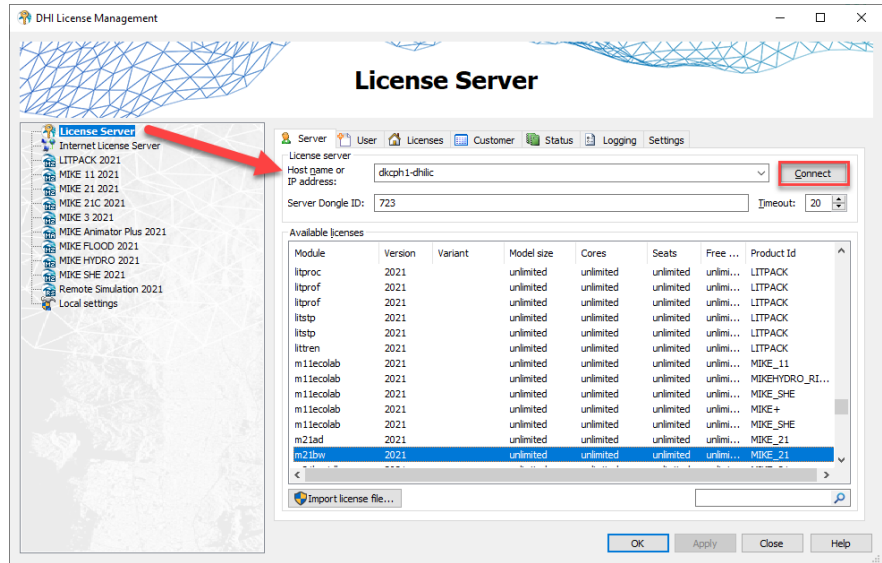 DHI License Management
License Server
License Server
Internet License Server
LITPACK 2021
MIKE 11 2021
MIKE 21 2021
MIKE 21C 2021
MIKE 3 2021
MIKE Animator Plus 2021
MIKE FLOOD 2021
MIKE HYDRO 2021
MIKE SHE 2021
Remote Simulation 2021
Local settings
Server User Licenses Customer Status Logging Settings
License server
Host name or
IP address: dkcph1-dhilic Connect
Server Dongle ID: 723 Timeout: 20
Available licenses
Module Version Variant Model size Cores Seats Free ... Product Id
litproc 2021 unlimited unlimited unlimited unlimi... LITPACK
litprof 2021 unlimited unlimited unlimited unlimi... LITPACK
litprof 2021 unlimited unlimited unlimited unlimi... LITPACK
litstp 2021 unlimited unlimited unlimited unlimi... LITPACK
litstp 2021 unlimited unlimited unlimited unlimi... LITPACK
littren 2021 unlimited unlimited unlimited unlimi... LITPACK
m11ecolab 2021 unlimited unlimited unlimited unlimi... MIKE_11
m11ecolab 2021 unlimited unlimited unlimited unlimi... MIKEHYDRO_RI...
m11ecolab 2021 unlimited unlimited unlimited unlimi... MIKE_SHE
m11ecolab 2021 unlimited unlimited unlimited unlimi... MIKE+
m11ecolab 2021 unlimited unlimited unlimited unlimi... MIKE_SHE
m21ad 2021 unlimited unlimited unlimited unlimi... MIKE_21
m21bw 2021 unlimited unlimited unlimited unlimi... MIKE_21
Import license file...
OK Apply Close Help